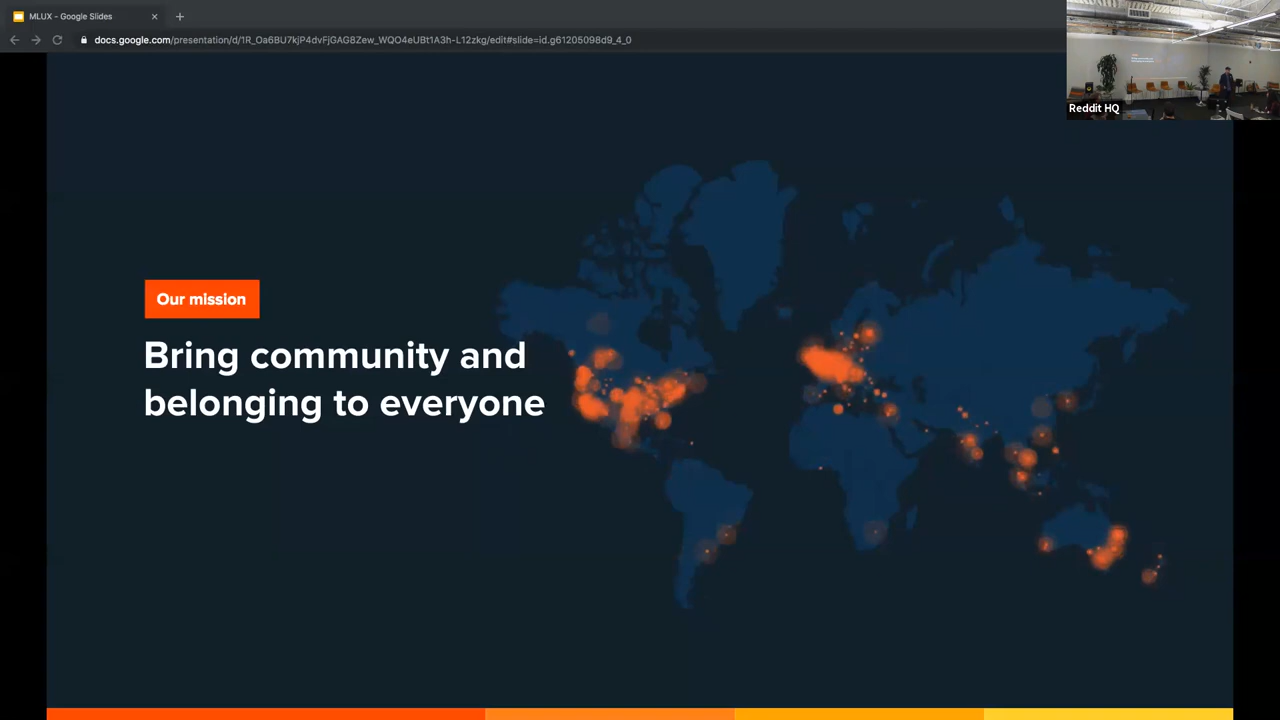 MLUX - Google Slides
docs.google.com/presentation/d/1R_Oa6BU7kjP4dvFjGAG8Zew_WQO4eUBt1A3h-L12zkg/edit#slide=id.g61205098d9_4_0
Reddit HQ
Our mission
Bring community and
belonging to everyone